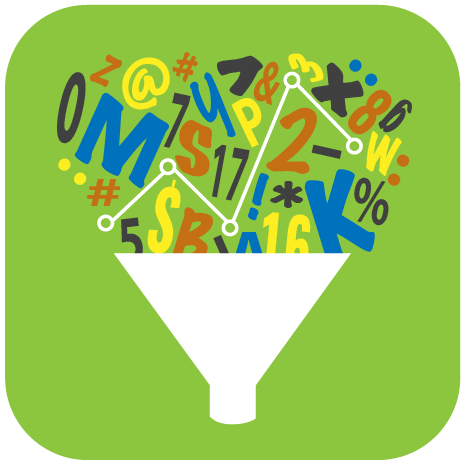 z @ # 7 & 3
0 M 7 y P X 8 6
S 17 2 - W
# ! * K %
5 $ B 16